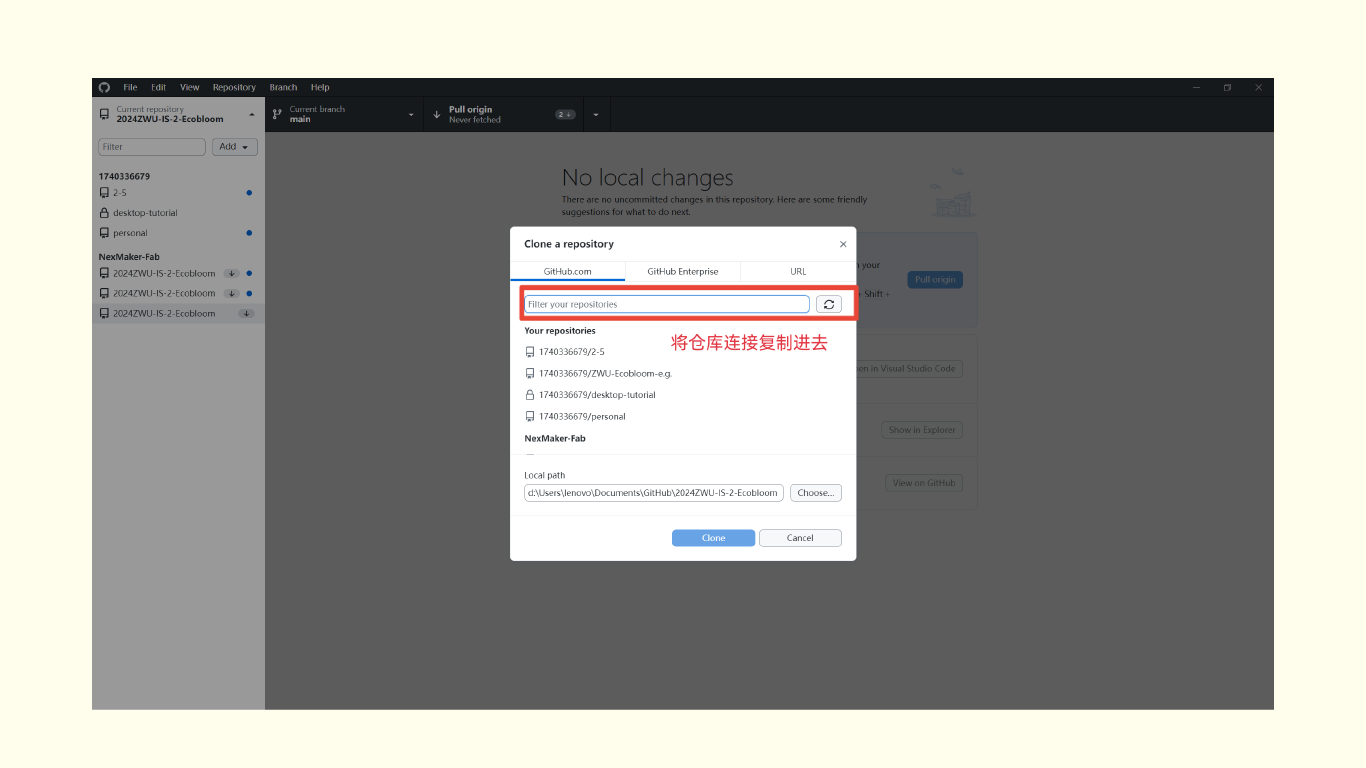 File Edit View Repository Branch Help
Current repository
2024ZWU-IS-2-Ecobloom
Current branch
main
Pull origin
Never fetched
2
Filter
Add
1740336679
2-5
desktop-tutorial
personal
NexMaker-Fab
2024ZWU-IS-2-Ecobloom
2024ZWU-IS-2-Ecobloom
2024ZWU-IS-2-Ecobloom
No local changes
There are no uncommitted changes in this repository. Here are some friendly
suggestions for what to do next.
your
Pull origin
Shift +
in Visual Studio Code
Show in Explorer
View on GitHub
Clone a repository
GitHub.com
GitHub Enterprise
URL
Filter your repositories
Your repositories
将仓库连接复制进去
1740336679/2-5
1740336679/ZWU-Ecobloom-e.g.
1740336679/desktop-tutorial
1740336679/personal
NexMaker-Fab
Local path
d:\Users\lenovo\Documents\GitHub\2024ZWU-IS-2-Ecobloom
Choose...
Clone
Cancel